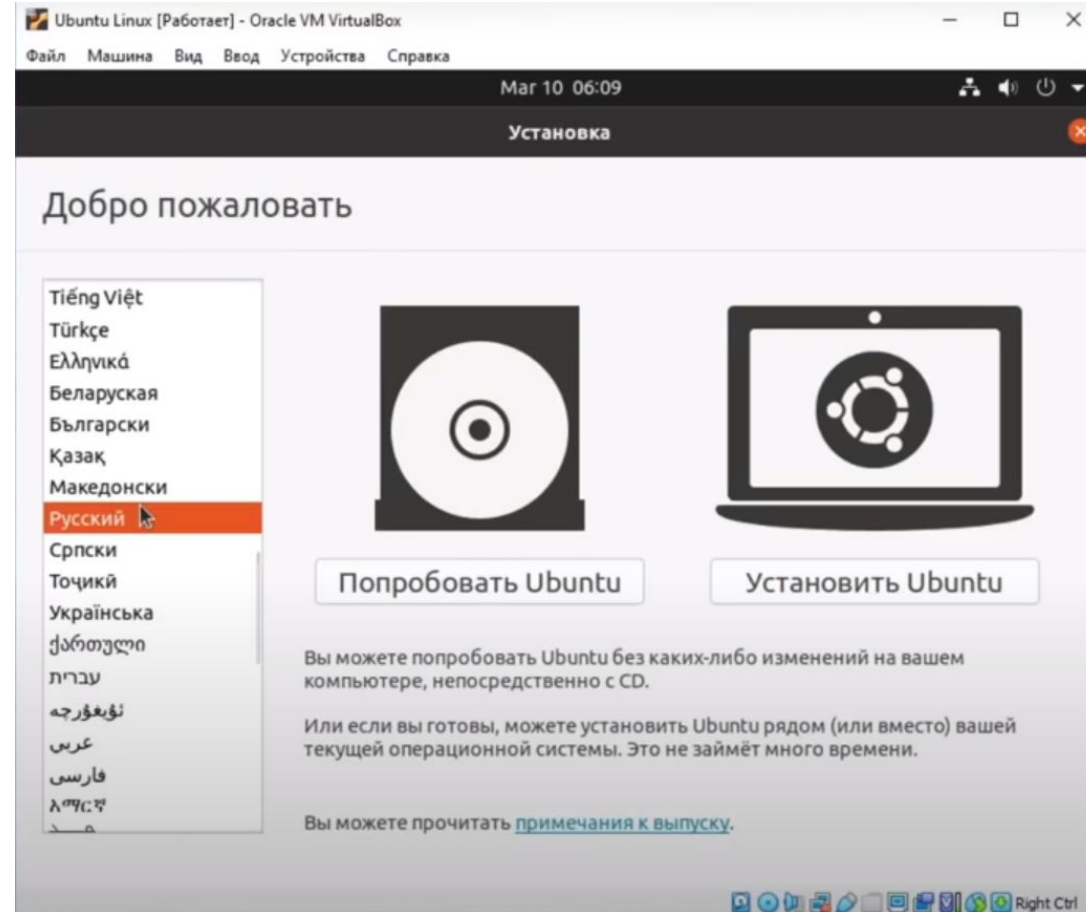 Ubuntu Linux [Работает] - Oracle VM VirtualBox
Файл Машина Вид Ввод Устройства Справка
Mar 10 06:09
Установка
Добро пожаловать
Tiếng Việt
Türkçe
Ελληνικά
Беларуская
Български
Қазақ
Македонски
Русский
Српски
Тоҷикӣ
Українська
ქართული
עברית
ئۇيغۇرچە
عربي
فارسی
አማርኛ
Попробовать Ubuntu
Установить Ubuntu
Вы можете попробовать Ubuntu без каких-либо изменений на вашем
компьютере, непосредственно с CD.
Или если вы готовы, можете установить Ubuntu рядом (или вместо) вашей
текущей операционной системы. Это не займёт много времени.
Вы можете прочитать примечания к выпуску.
Right Ctrl